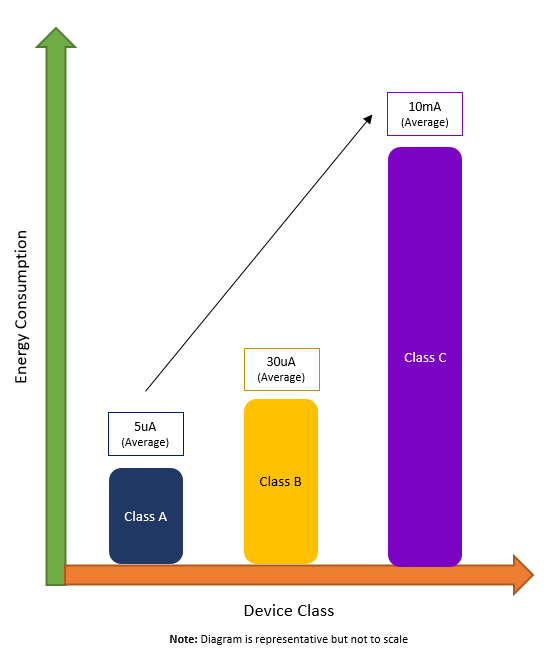 10mA
(Average)
Energy Consumption
Class C
30uA
(Average)
5uA
(Average)
Class B
Class A
Device Class
Note: Diagram is representative but not to scale